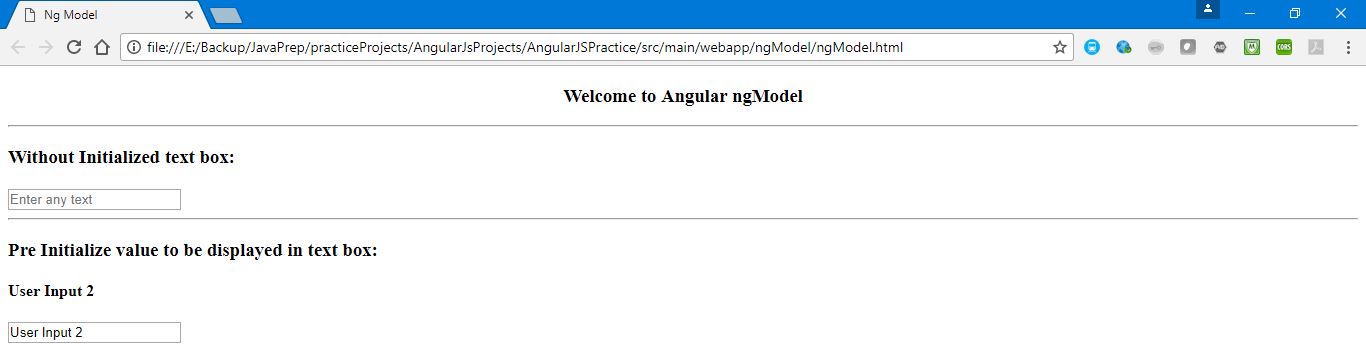 Ng Model
file:///E:/Backup/JavaPrep/practiceProjects/AngularJsProjects/AngularJSPractice/src/main/webapp/ngModel/ngModel.html
CORS
Welcome to Angular ngModel
Without Initialized text box:
Enter any text
Pre Initialize value to be displayed in text box:
User Input 2
User Input 2